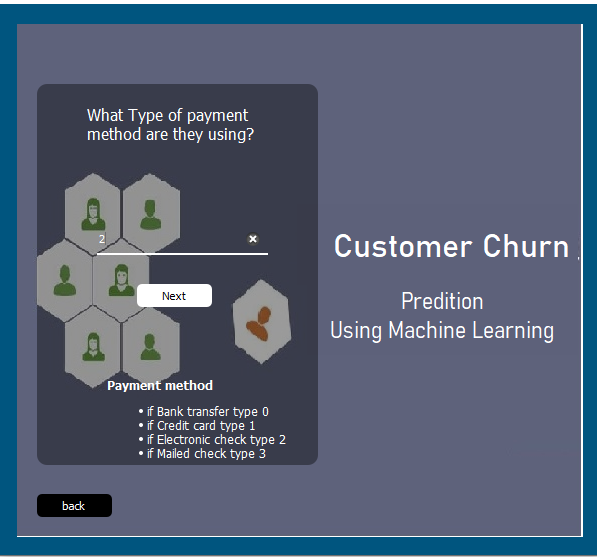 What Type of payment
method are they using?
2
Next
Payment method
• if Bank transfer type 0
• if Credit card type 1
• if Electronic check type 2
• if Mailed check type 3
back
Customer Churn
Predition
Using Machine Learning